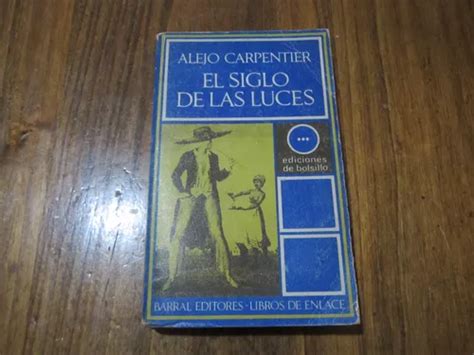 ALEJO CARPENTIER
EL SIGLO
DE LAS LUCES
ediciones
de bolsillo
BARRAL EDITORES · LIBROS DE ENLACE